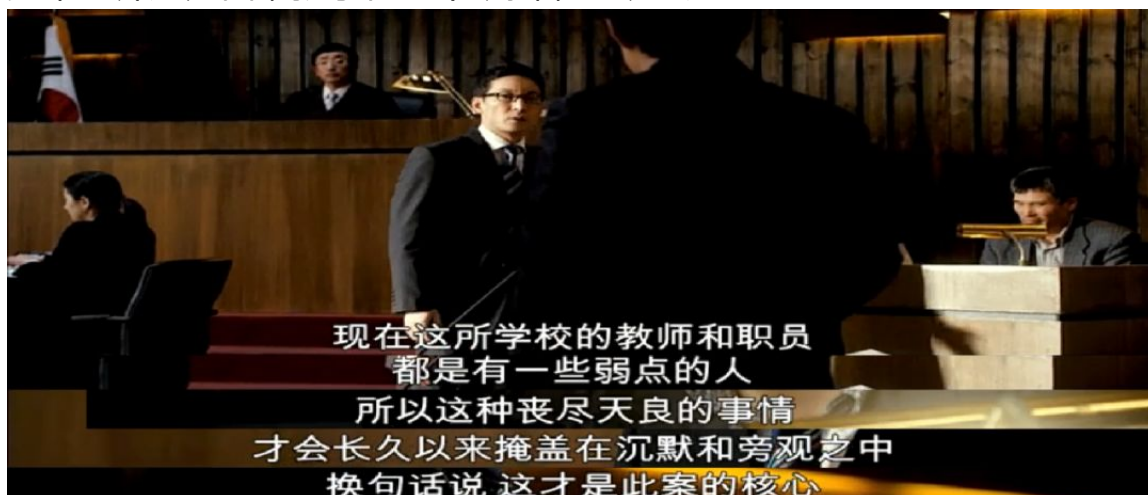 现在这所学校的教师和职员
都是有一些弱点的人
所以这种丧尽天良的事情
才会长久以来掩盖在沉默和旁观之中
换句话说 这才是此案的核心